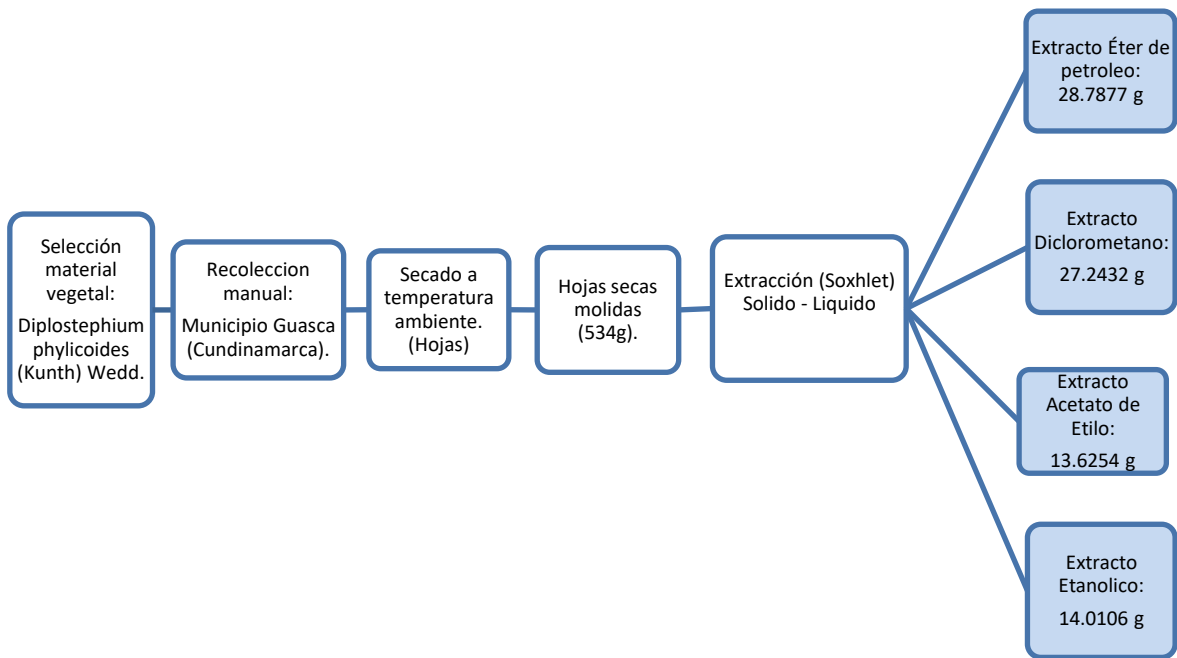 Selección
material
vegetal:
Diplostephium
phylicoides
(Kunth) Wedd.
Recoleccion
manual:
Municipio Guasca
(Cundinamarca).
Secado a
temperatura
ambiente.
(Hojas)
Hojas secas
molidas
(534g).
Extracción (Soxhlet)
Solido - Liquido
Extracto Éter de
petroleo:
28.7877 g
Extracto
Diclorometano:
27.2432 g
Extracto
Acetato de
Etilo:
13.6254 g
Extracto
Etanolico:
14.0106 g